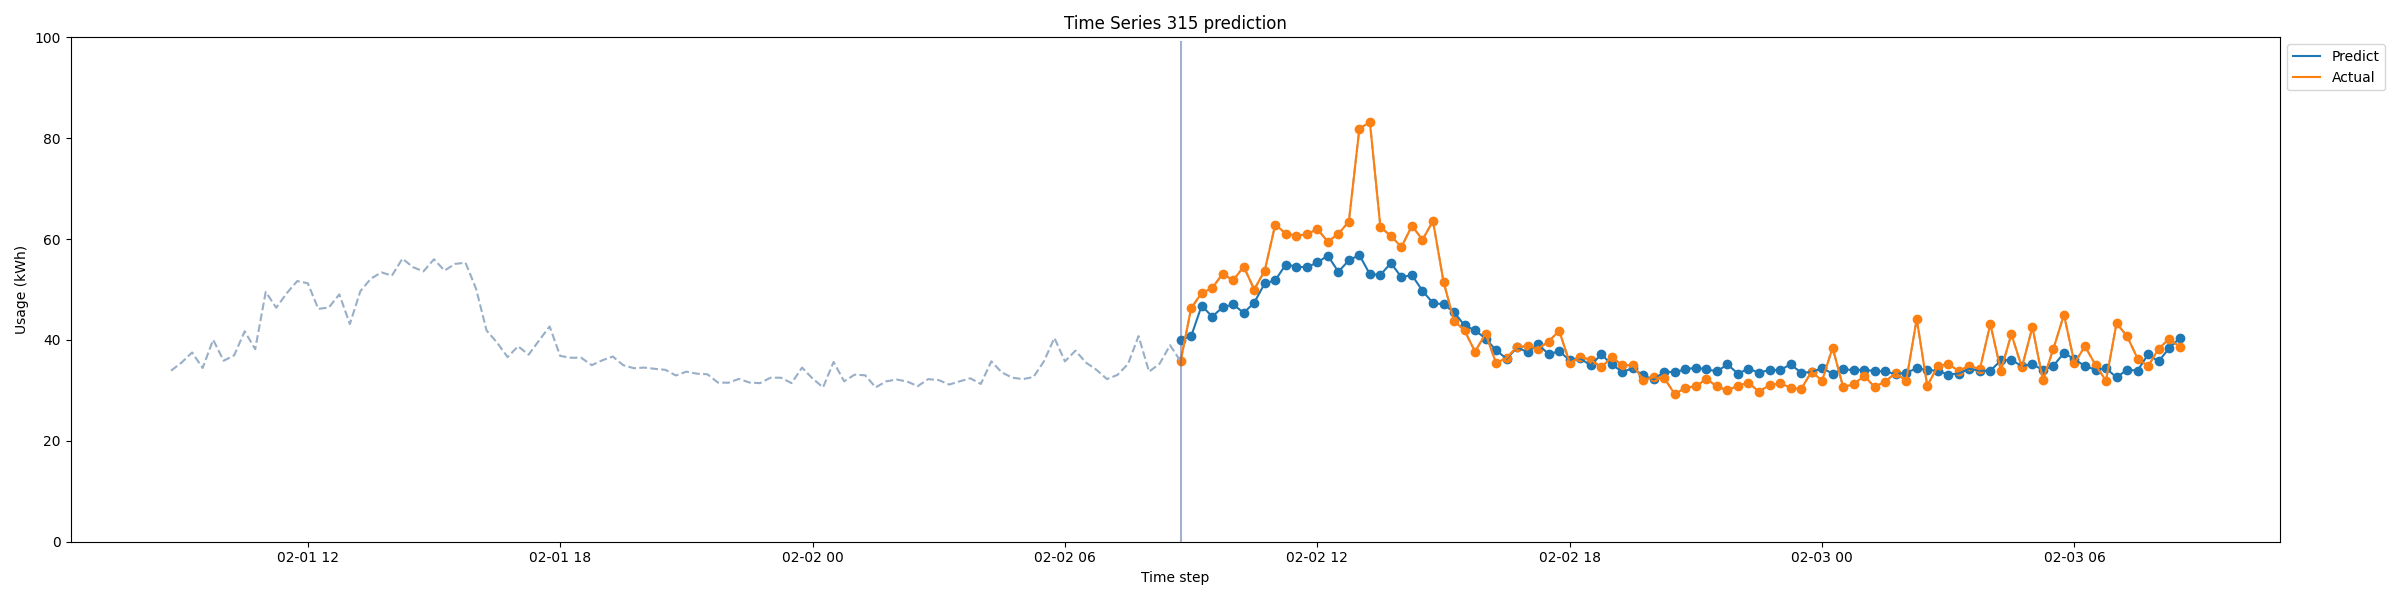 Time Series 315 prediction
Usage (kWh)
100
80
60
40
20
0
02-01 12
02-01 18
02-02 00
02-02 06
02-02 12
02-02 18
02-03 00
02-03 06
Time step
Predict
Actual